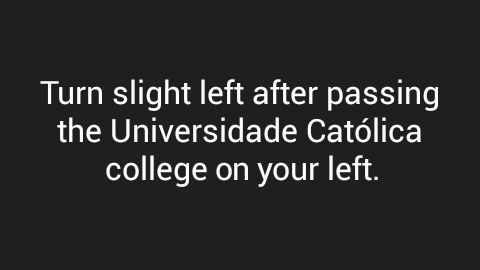 Turn slight left after passing
the Universidade Católica
college on your left.